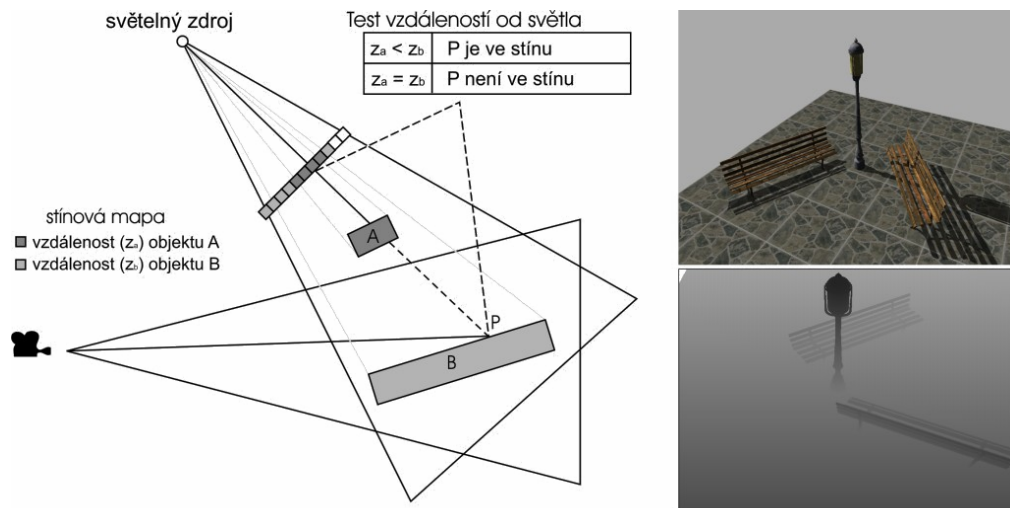 světelný zdroj
Test vzdáleností od světla
za < zb P je ve stínu
za = zb P není ve stínu
stínová mapa
vzdálenost (za) objektu A
vzdálenost (zb) objektu B
A
P
B